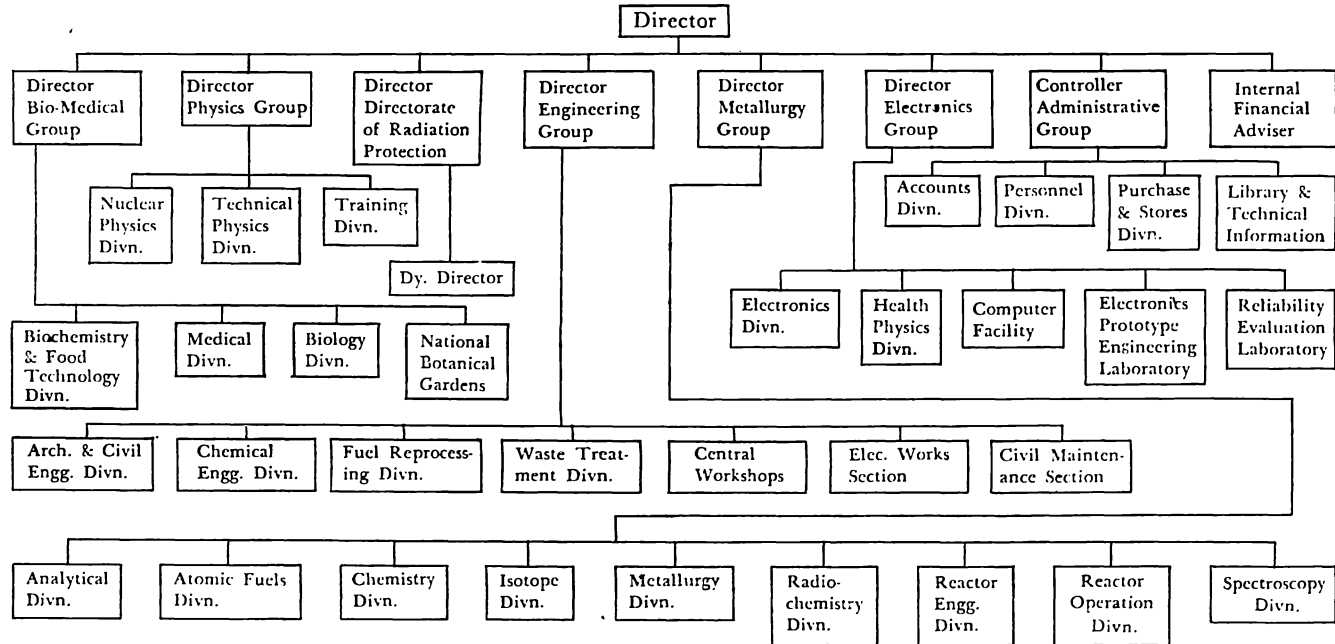 Director
Director
Bio-Medical
Group
Director
Physics Group
Director
Directorate
of Radiation
Protection
Director
Engineering
Group
Director
Metallurgy
Group
Director
Electronics
Group
Controller
Administrative
Group
Internal
Financial
Adviser
Nuclear
Physics
Divn.
Technical
Physics
Divn.
Training
Divn.
Accounts
Divn.
Personnel
Divn.
Purchase
& Stores
Divn.
Library &
Technical
Information
Dy. Director
Electronics
Divn.
Health
Physics
Divn.
Computer
Facility
Electronics
Prototype
Engineering
Laboratory
Reliability
Evaluation
Laboratory
Biochemistry
& Food
Technology
Divn.
Medical
Divn.
Biology
Divn.
National
Botanical
Gardens
Arch. & Civil
Engg. Divn.
Chemical
Engg. Divn.
Fuel Reprocess-
ing Divn.
Waste Treat-
ment Divn.
Central
Workshops
Elec. Works
Section
Civil Mainten-
ance Section
Analytical
Divn.
Atomic Fuels
Divn.
Chemistry
Divn.
Isotope
Divn.
Metallurgy
Divn.
Radio-
chemistry
Divn.
Reactor
Engg.
Divn.
Reactor
Operation
Divn.
Spectroscopy
Divn.